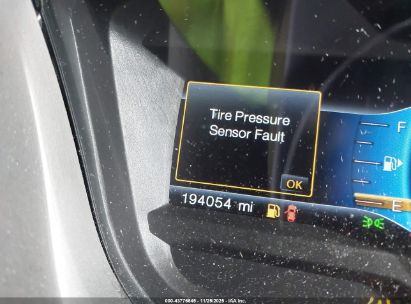 Tire Pressure
Sensor Fault
OK
194054 mi
F